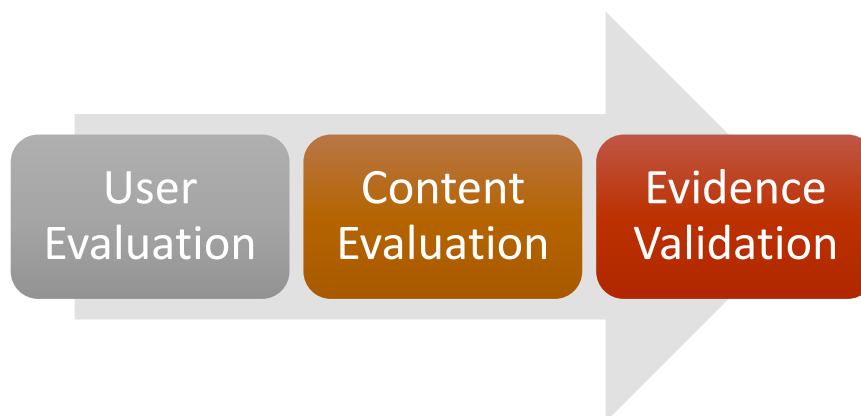 User
Evaluation
Content
Evaluation
Evidence
Validation